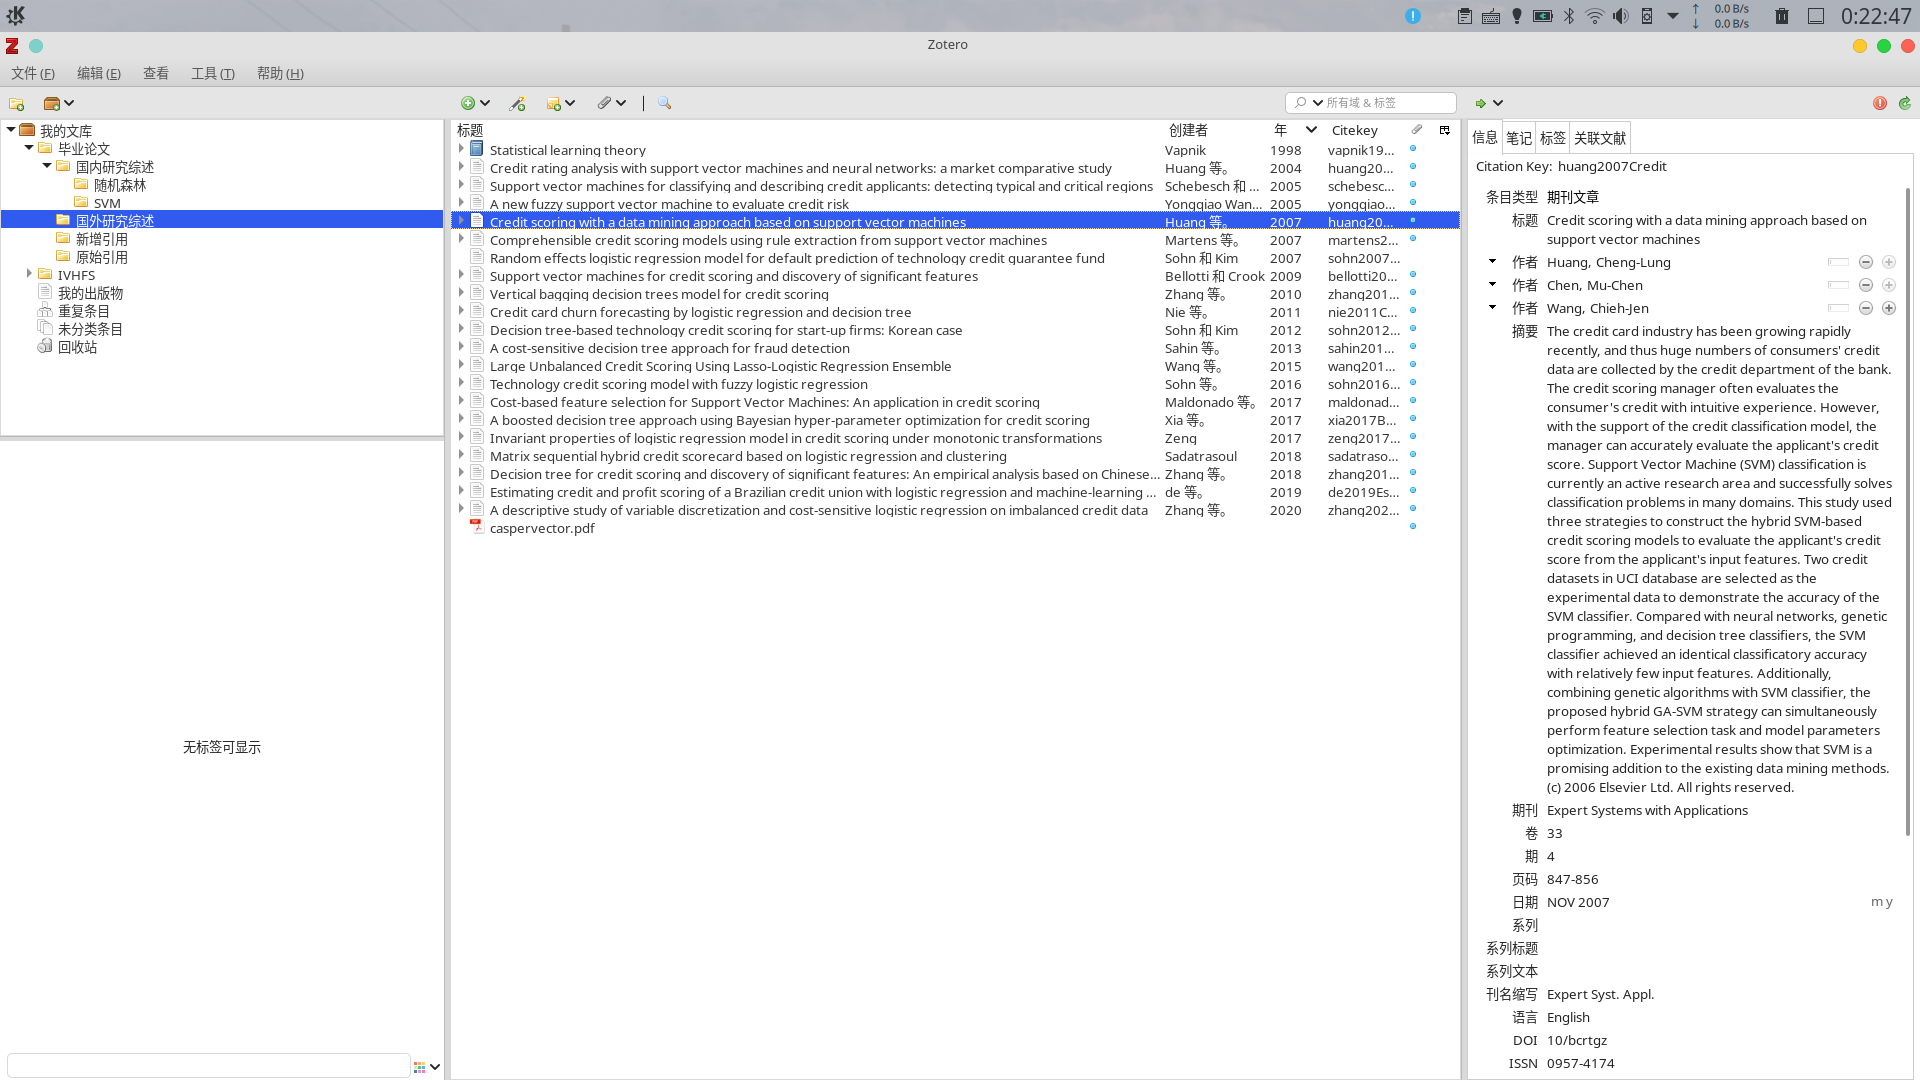 0.0 B/s
0.0 B/s
0:22:47
Zotero
文件 (F) 编辑 (E) 查看 工具 (T) 帮助 (H)
所有域 & 标签
我的文库
毕业论文
国内研究综述
随机森林
SVM
国外研究综述
新增引用
原始引用
IVHFS
我的出版物
重复条目
未分类条目
回收站
无标签可显示
标题 创建者 年 Citekey
Statistical learning theory Vapnik 1998 vapnik19...
Credit rating analysis with support vector machines and neural networks: a market comparative study Huang 等。 2004 huang20...
Support vector machines for classifying and describing credit applicants: detecting typical and critical regions Schebesch 和 ... 2005 schebesc...
A new fuzzy support vector machine to evaluate credit risk Yongqiao Wan... 2005 yongqiao...
Credit scoring with a data mining approach based on support vector machines Huang 等。 2007 huang20...
Comprehensible credit scoring models using rule extraction from support vector machines Martens 等。 2007 martens2...
Random effects logistic regression model for default prediction of technology credit guarantee fund Sohn 和 Kim 2007 sohn2007...
Support vector machines for credit scoring and discovery of significant features Bellotti 和 Crook 2009 bellotti20...
Vertical bagging decision trees model for credit scoring Zhang 等。 2010 zhang201...
Credit card churn forecasting by logistic regression and decision tree Nie 等。 2011 nie2011C...
Decision tree-based technology credit scoring for start-up firms: Korean case Sohn 和 Kim 2012 sohn2012...
A cost-sensitive decision tree approach for fraud detection Sahin 等。 2013 sahin201...
Large Unbalanced Credit Scoring Using Lasso-Logistic Regression Ensemble Wang 等。 2015 wang201...
Technology credit scoring model with fuzzy logistic regression Sohn 等。 2016 sohn2016...
Cost-based feature selection for Support Vector Machines: An application in credit scoring Maldonado 等。 2017 maldonad...
A boosted decision tree approach using Bayesian hyper-parameter optimization for credit scoring Xia 等。 2017 xia2017B...
Invariant properties of logistic regression model in credit scoring under monotonic transformations Zeng 2017 zeng2017...
Matrix sequential hybrid credit scorecard based on logistic regression and clustering Sadatrasoul 2018 sadatraso...
Decision tree for credit scoring and discovery of significant features: An empirical analysis based on Chinese... Zhang 等。 2018 zhang201...
Estimating credit and profit scoring of a Brazilian credit union with logistic regression and machine-learning ... de 等。 2019 de2019Es...
A descriptive study of variable discretization and cost-sensitive logistic regression on imbalanced credit data Zhang 等。 2020 zhang202...
caspervector.pdf
信息 笔记 标签 关联文献
Citation Key: huang2007Credit
条目类型 期刊文章
标题 Credit scoring with a data mining approach based on
support vector machines
作者 Huang, Cheng-Lung
作者 Chen, Mu-Chen
作者 Wang, Chieh-Jen
摘要 The credit card industry has been growing rapidly
recently, and thus huge numbers of consumers' credit
data are collected by the credit department of the bank.
The credit scoring manager often evaluates the
consumer's credit with intuitive experience. However,
with the support of the credit classification model, the
manager can accurately evaluate the applicant's credit
score. Support Vector Machine (SVM) classification is
currently an active research area and successfully solves
classification problems in many domains. This study used
three strategies to construct the hybrid SVM-based
credit scoring models to evaluate the applicant's credit
score from the applicant's input features. Two credit
datasets in UCI database are selected as the
experimental data to demonstrate the accuracy of the
SVM classifier. Compared with neural networks, genetic
programming, and decision tree classifiers, the SVM
classifier achieved an identical classificatory accuracy
with relatively few input features. Additionally,
combining genetic algorithms with SVM classifier, the
proposed hybrid GA-SVM strategy can simultaneously
perform feature selection task and model parameters
optimization. Experimental results show that SVM is a
promising addition to the existing data mining methods.
(c) 2006 Elsevier Ltd. All rights reserved.
期刊 Expert Systems with Applications
卷 33
期 4
页码 847-856
日期 NOV 2007 m y
系列
系列标题
系列文本
刊名缩写 Expert Syst. Appl.
语言 English
DOI 10/bcrtgz
ISSN 0957-4174